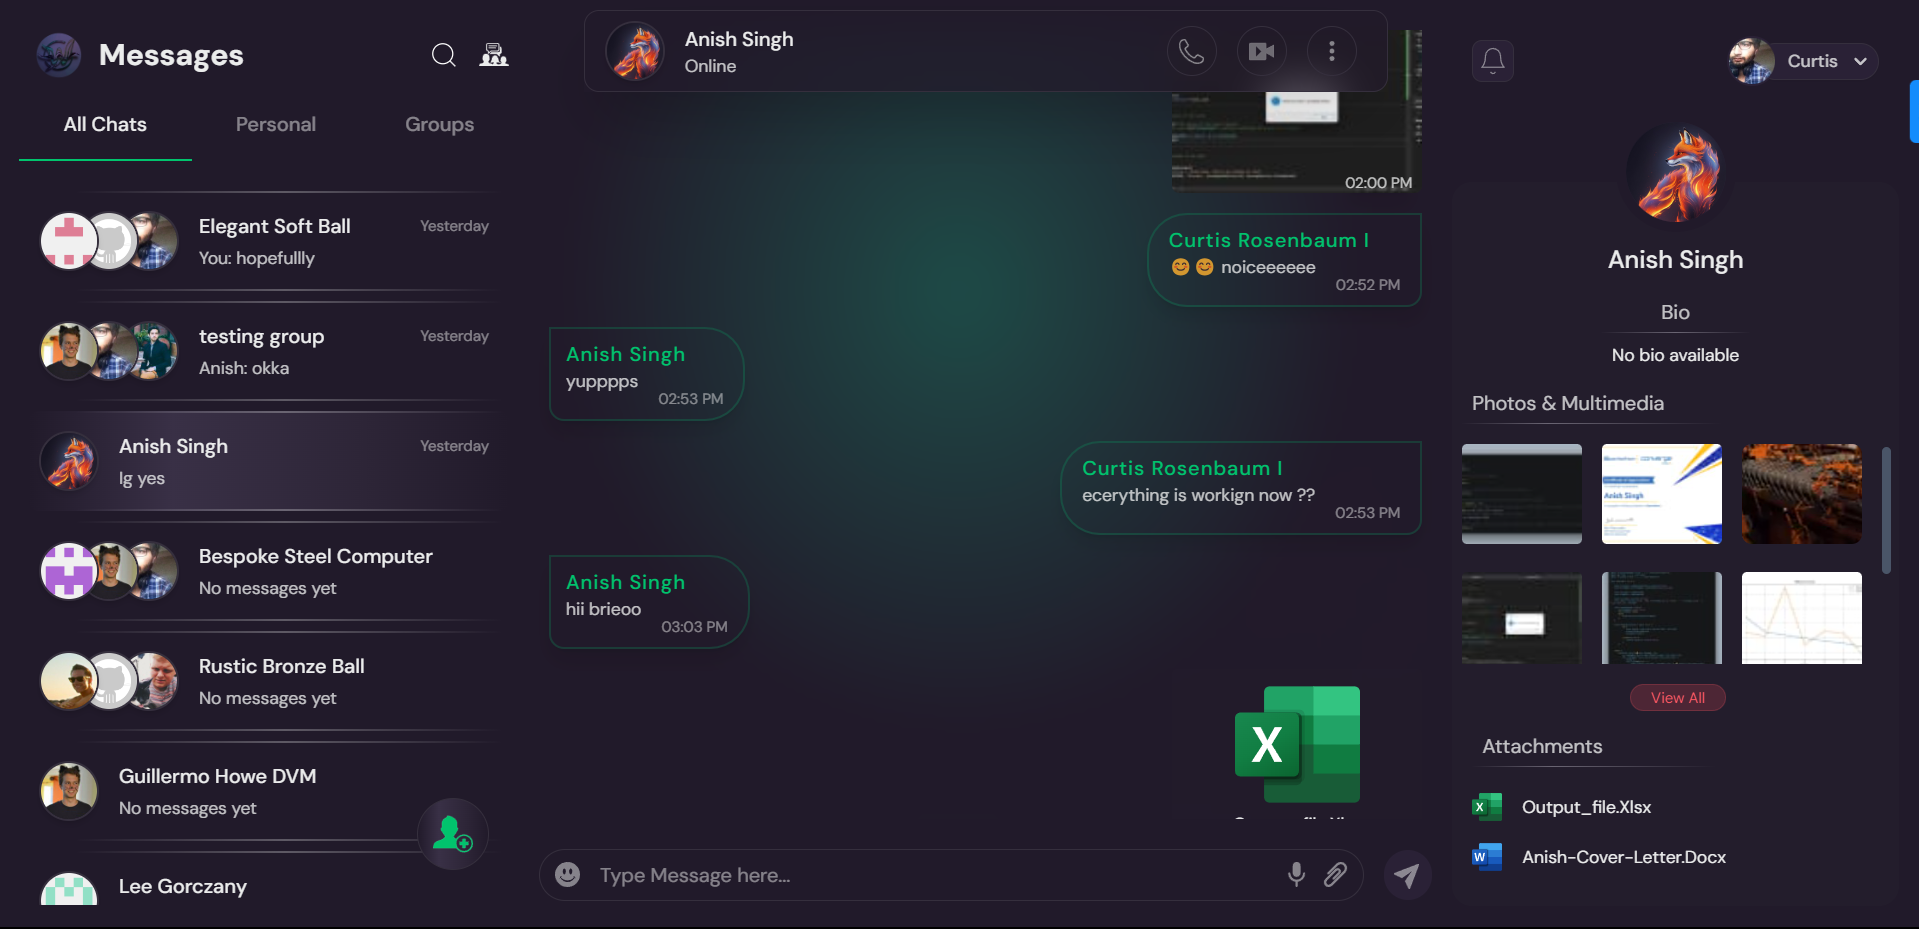 Messages
All Chats
Personal
Groups
Elegant Soft Ball
Yesterday
You: hopefullly
testing group
Yesterday
Anish: okka
Anish Singh
Yesterday
lg yes
Bespoke Steel Computer
No messages yet
Rustic Bronze Ball
No messages yet
Guillermo Howe DVM
No messages yet
Lee Gorczany
Anish Singh
Online
02:00 PM
Curtis Rosenbaum I
😊 😊 noiceeeeee
02:52 PM
Anish Singh
yupppps
02:53 PM
Curtis Rosenbaum I
ecerything is workign now ??
02:53 PM
Anish Singh
hii brieoo
03:03 PM
X
Type Message here...
Curtis
Anish Singh
Bio
No bio available
Photos & Multimedia
Anish Singh
View All
Attachments
X
Output_file.Xlsx
W
Anish-Cover-Letter.Docx